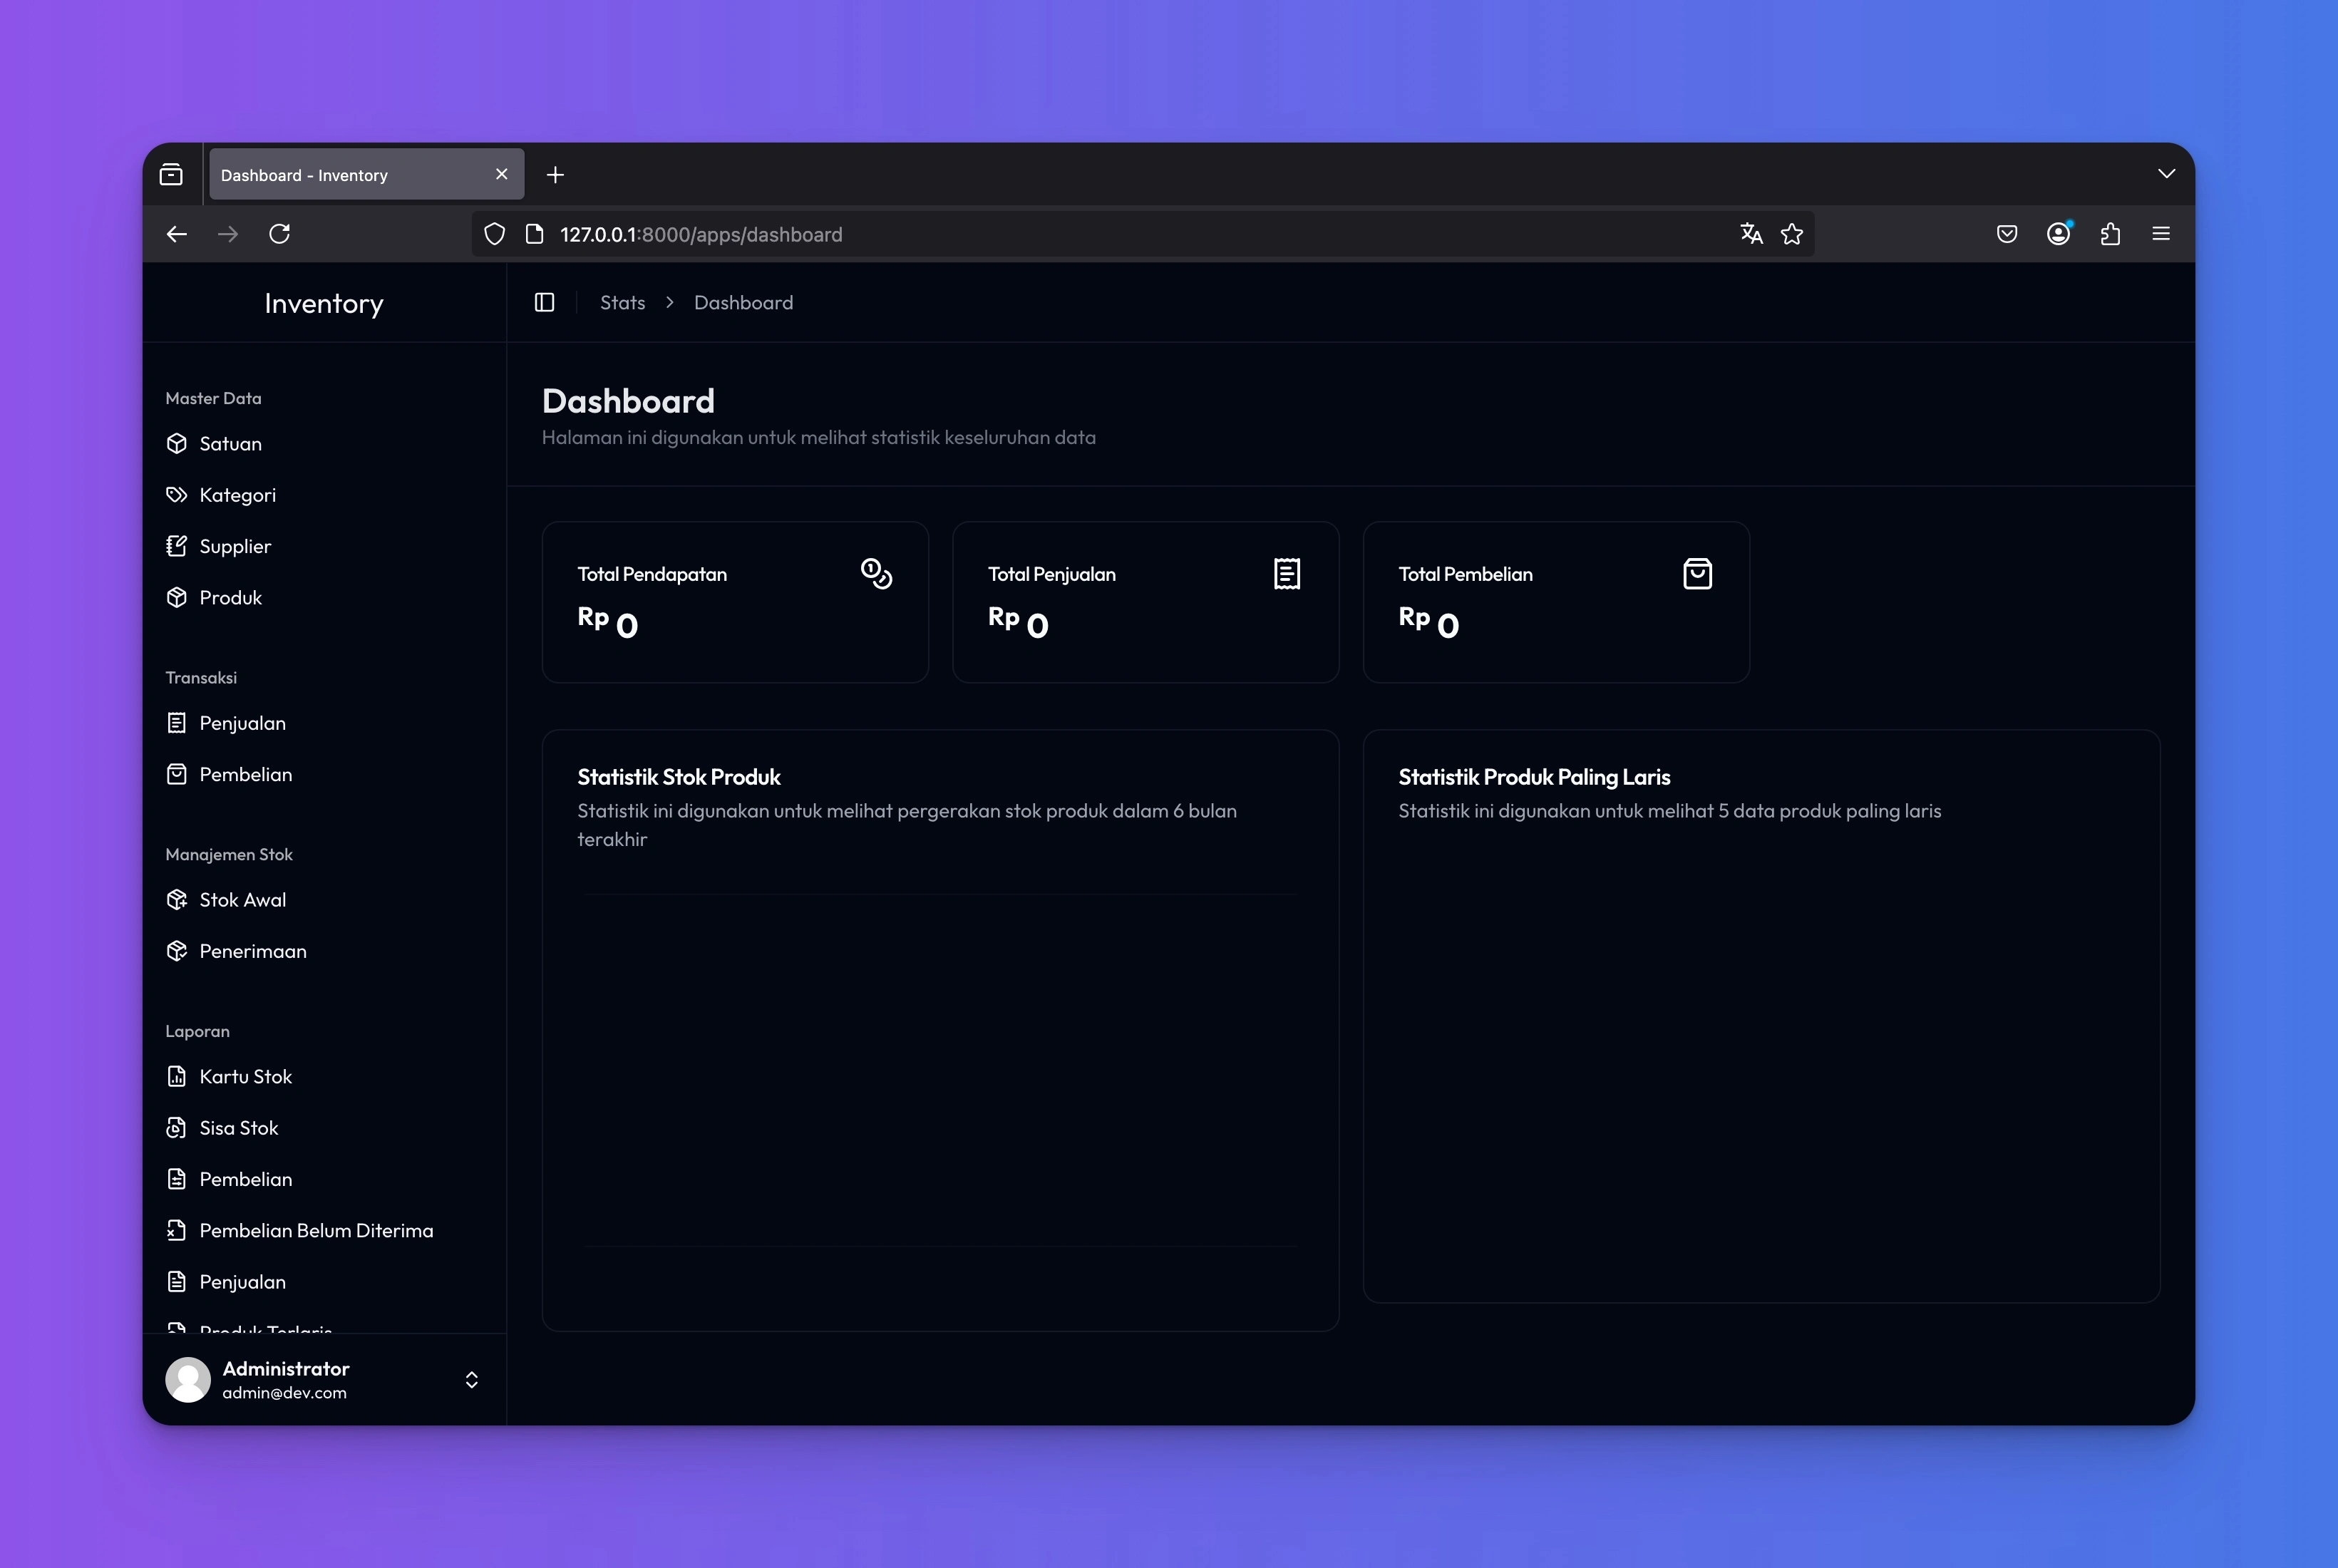 Dashboard - Inventory
127.0.0.1:8000/apps/dashboard
Inventory
Stats > Dashboard
Master Data
Satuan
Kategori
Supplier
Produk
Transaksi
Penjualan
Pembelian
Manajemen Stok
Stok Awal
Penerimaan
Laporan
Kartu Stok
Sisa Stok
Pembelian
Pembelian Belum Diterima
Penjualan
Produk Terlaris
Administrator
admin@dev.com
Dashboard
Halaman ini digunakan untuk melihat statistik keseluruhan data
Total Pendapatan
Rp 0
Total Penjualan
Rp 0
Total Pembelian
Rp 0
Statistik Stok Produk
Statistik ini digunakan untuk melihat pergerakan stok produk dalam 6 bulan
terakhir
Statistik Produk Paling Laris
Statistik ini digunakan untuk melihat 5 data produk paling laris